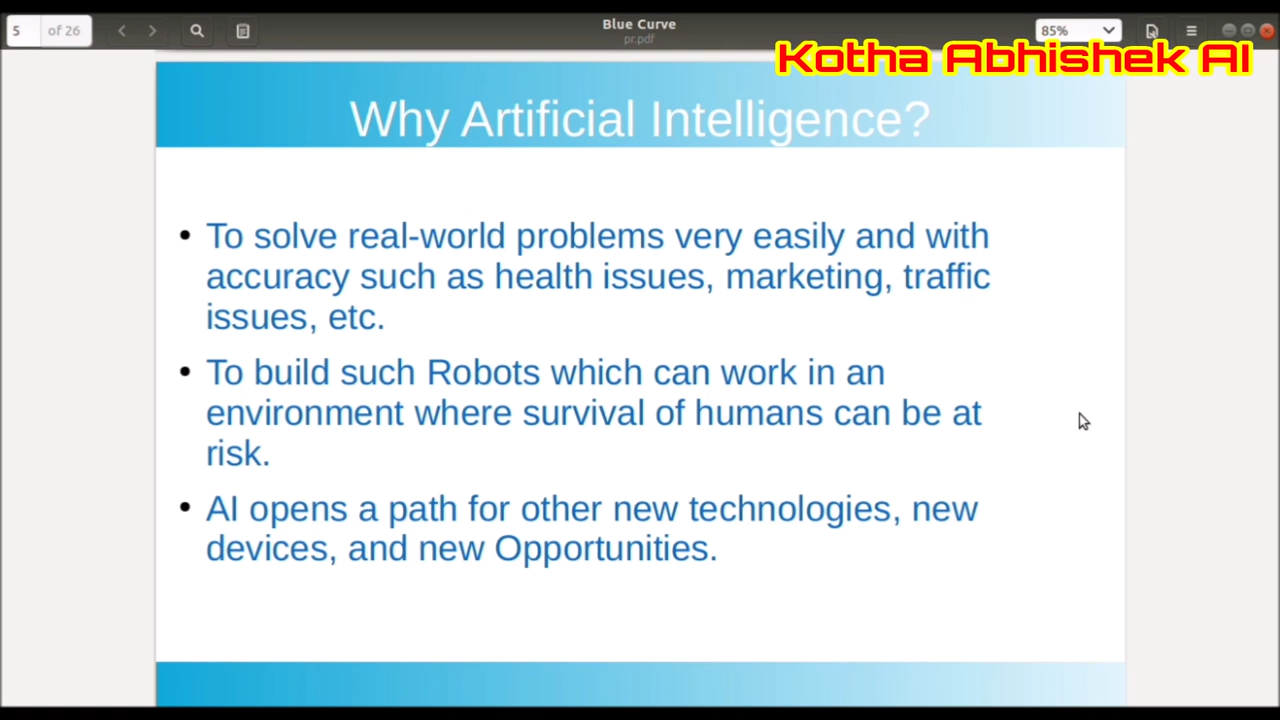 5 of 26
Blue Curve
pr.pdf
85%
Kotha Abhishek AI
Why Artificial Intelligence?
• To solve real-world problems very easily and with
accuracy such as health issues, marketing, traffic
issues, etc.
• To build such Robots which can work in an
environment where survival of humans can be at
risk.
• AI opens a path for other new technologies, new
devices, and new Opportunities.